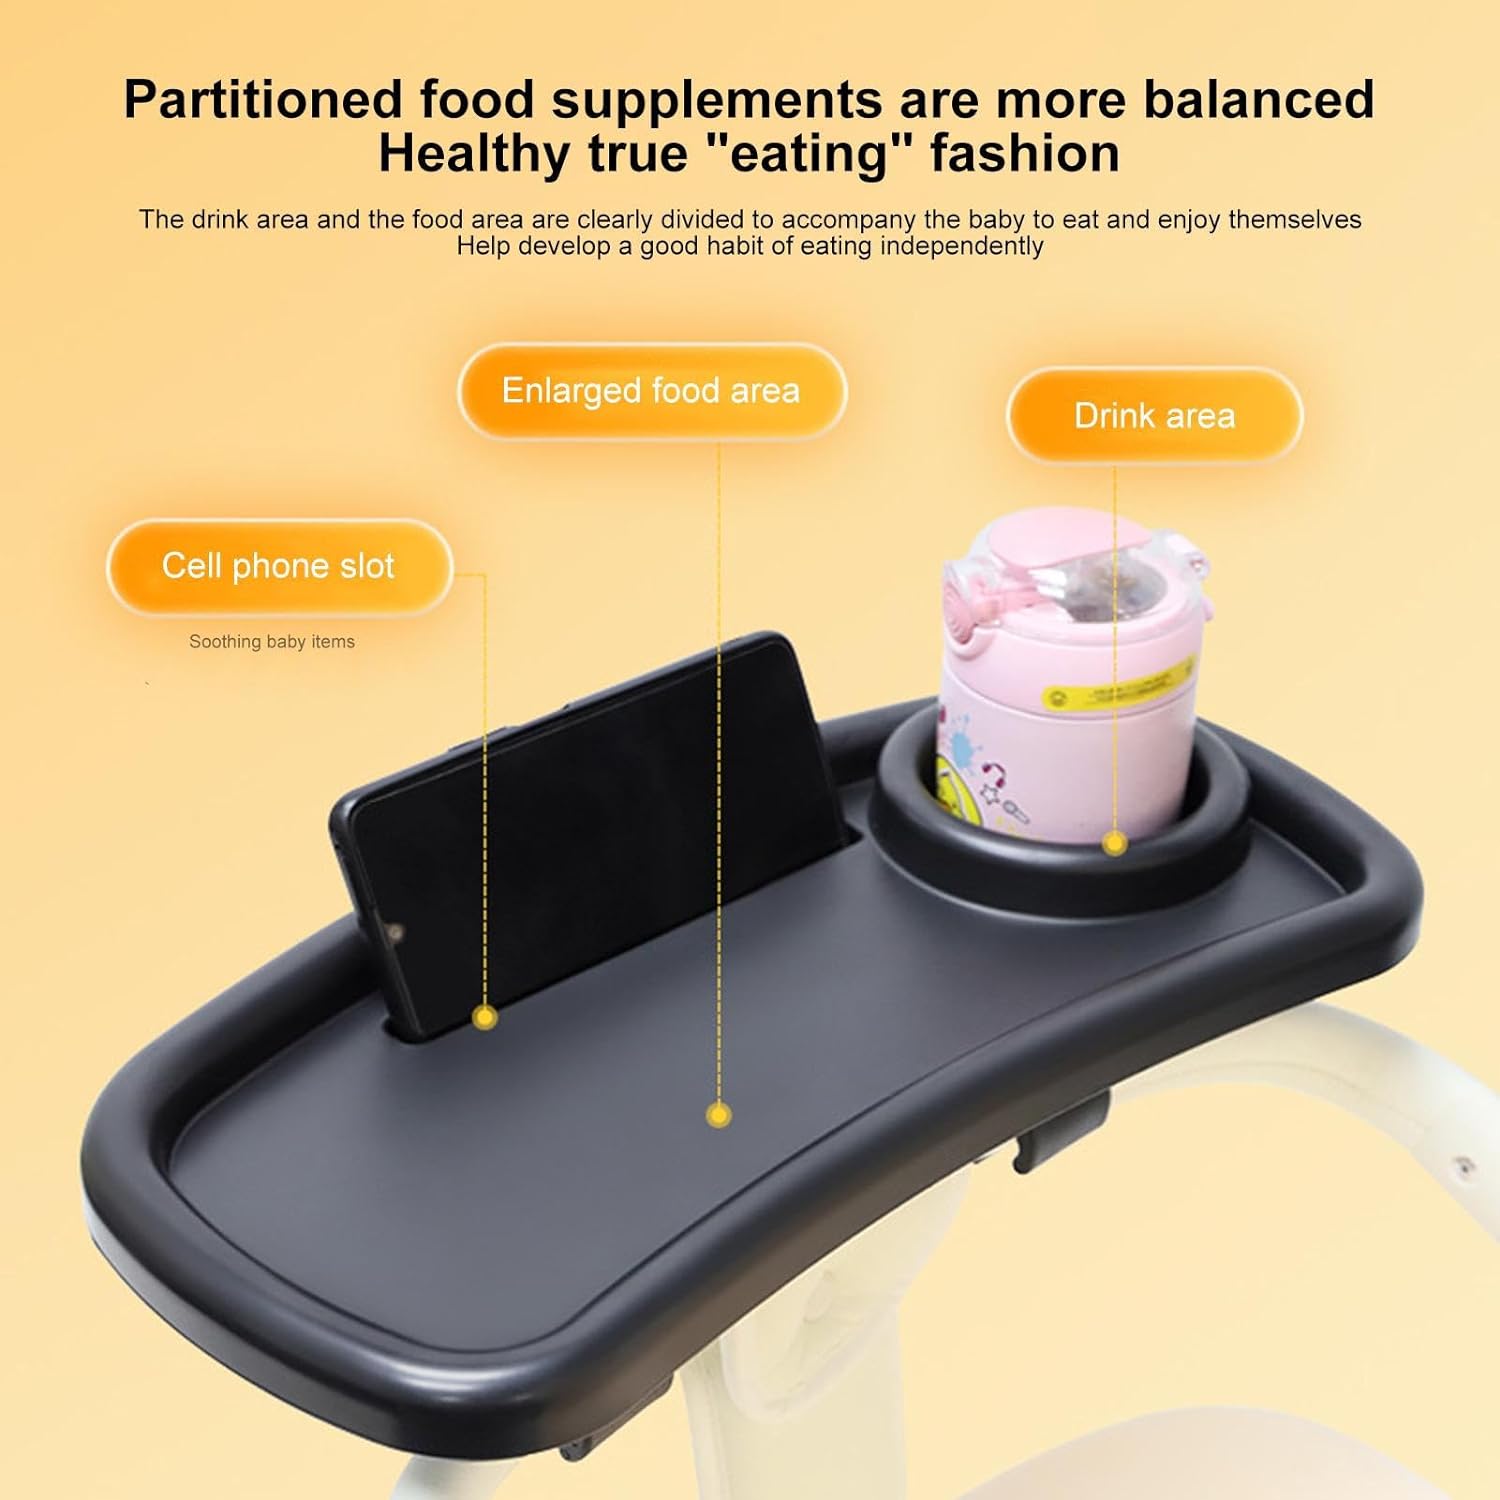 Partitioned food supplements are more balanced
Healthy true "eating" fashion
The drink area and the food area are clearly divided to accompany the baby to eat and enjoy themselves
Help develop a good habit of eating independently
Enlarged food area
Drink area
Cell phone slot
Soothing baby items